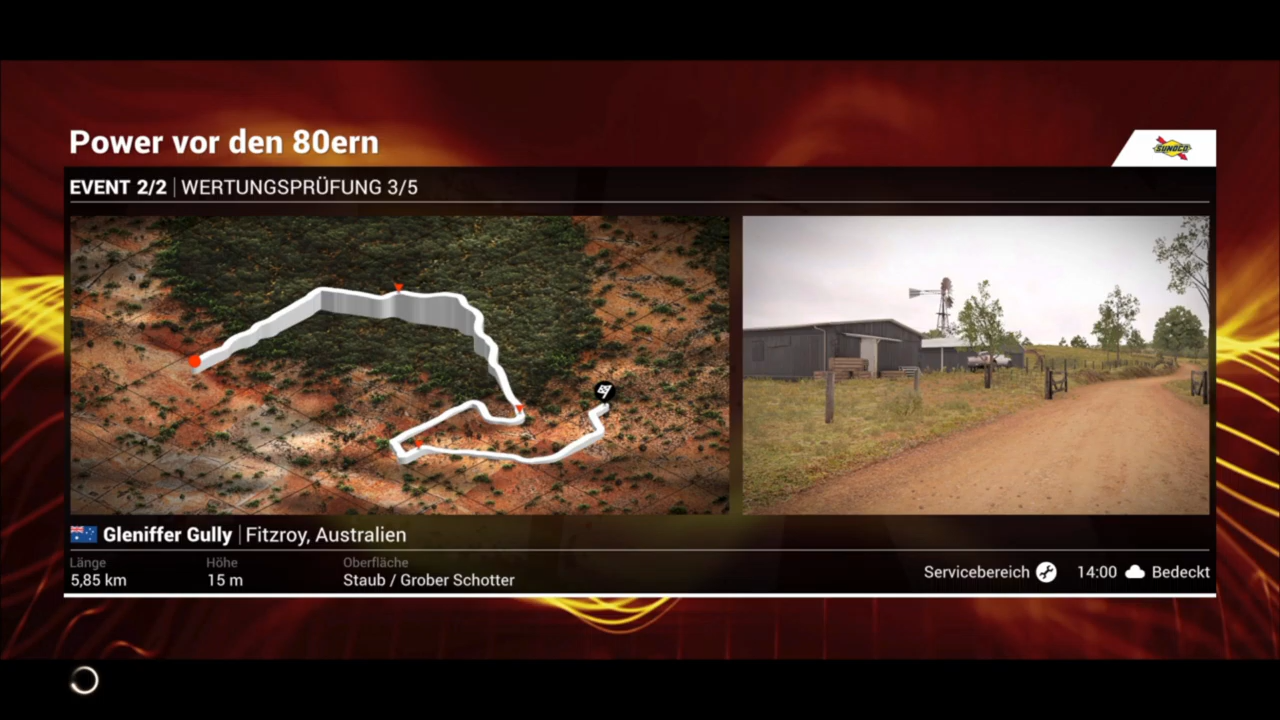 Power vor den 80ern
SUNOCO
EVENT 2/2 | WERTUNGSPRÜFUNG 3/5
Gleniffer Gully | Fitzroy, Australien
Länge Höhe Oberfläche
5,85 km 15 m Staub / Grober Schotter
Servicebereich 14:00 Bedeckt